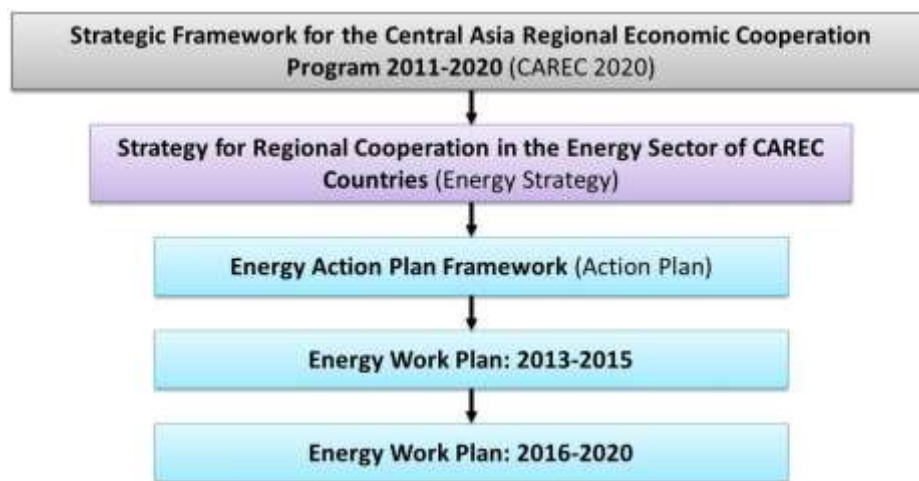 Strategic Framework for the Central Asia Regional Economic Cooperation
Program 2011-2020 (CAREC 2020)
Strategy for Regional Cooperation in the Energy Sector of CAREC
Countries (Energy Strategy)
Energy Action Plan Framework (Action Plan)
Energy Work Plan: 2013-2015
Energy Work Plan: 2016-2020